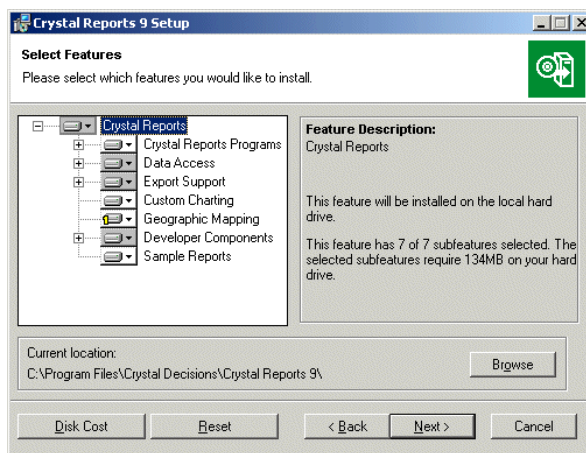 Crystal Reports 9 Setup
Select Features
Please select which features you would like to install.
Crystal Reports
Crystal Reports Programs
Data Access
Export Support
Custom Charting
Geographic Mapping
Developer Components
Sample Reports
Feature Description:
Crystal Reports
This feature will be installed on the local hard
drive.
This feature has 7 of 7 subfeatures selected. The
selected subfeatures require 134MB on your hard
drive.
Current location:
C:\Program Files\Crystal Decisions\Crystal Reports 9\
Browse
Disk Cost
Reset
< Back
Next >
Cancel